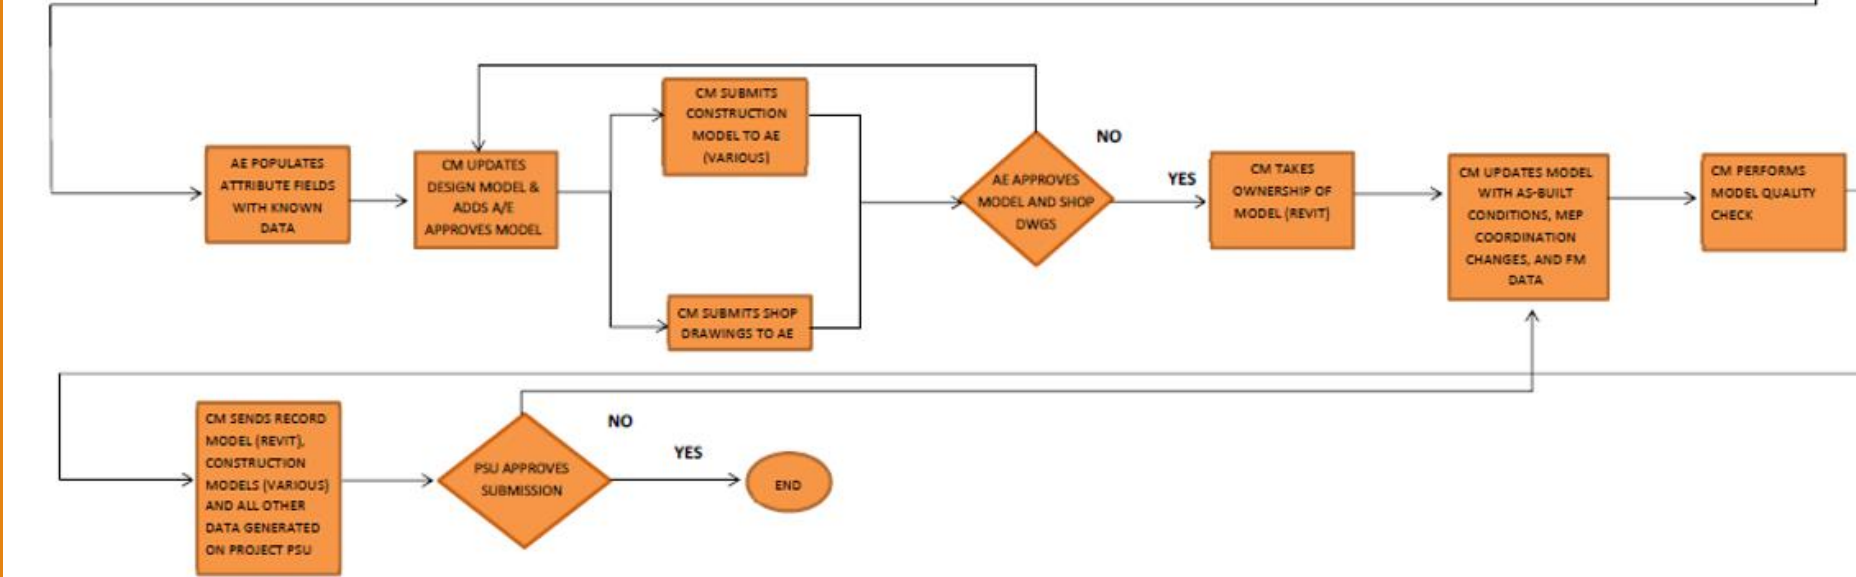 AE POPULATES
ATTRIBUTE FIELDS
WITH KNOWN
DATA
CM UPDATES
DESIGN MODEL &
ADDS A/E
APPROVES MODEL
CM SUBMITS
CONSTRUCTION
MODEL TO AE
(VARIOUS)
CM SUBMITS SHOP
DRAWINGS TO AE
AE APPROVES
MODEL AND SHOP
DWGS
NO
YES
CM TAKES
OWNERSHIP OF
MODEL (REVIT)
CM UPDATES MODEL
WITH AS-BUILT
CONDITIONS, MEP
COORDINATION
CHANGES, AND FM
DATA
CM PERFORMS
MODEL QUALITY
CHECK
CM SENDS RECORD
MODEL (REVIT),
CONSTRUCTION
MODELS (VARIOUS)
AND ALL OTHER
DATA GENERATED
ON PROJECT PSU
PSU APPROVES
SUBMISSION
NO
YES
END